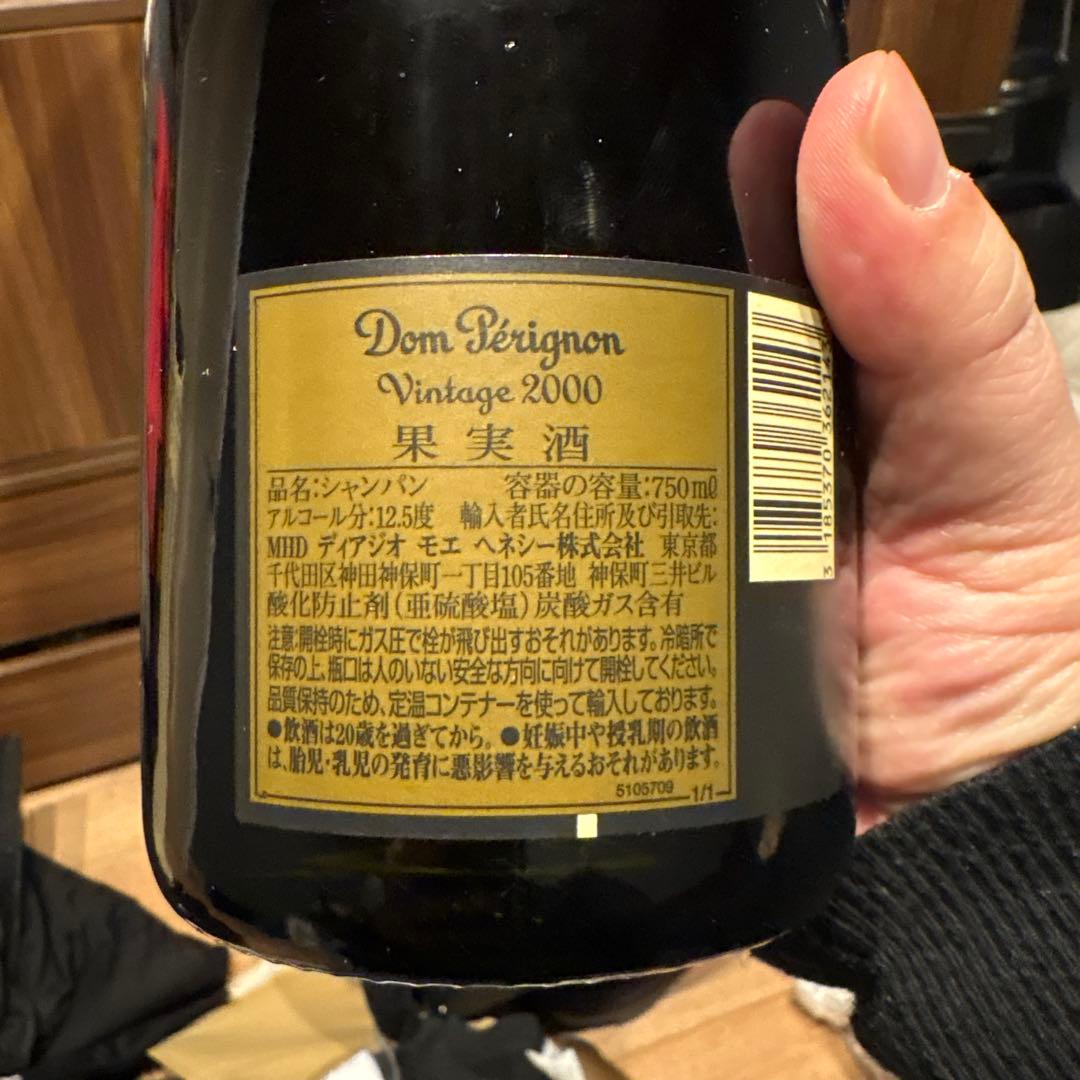 Dom Pérignon
Vintage 2000
果実酒
品名:シャンパン 容器の容量:750mℓ
アルコール分:12.5度 輸入者氏名住所及び引取先:
MHD ディアジオ モエ ヘネシー株式会社 東京都
千代田区神田神保町一丁目105番地 神保町三井ビル
酸化防止剤(亜硫酸塩)炭酸ガス含有
注意:開栓時にガス圧で栓が飛び出すおそれがあります。冷暗所で
保存の上、瓶口は人のいない安全な方向に向けて開栓してください。
品質保持のため、定温コンテナーを使って輸入しております。
●飲酒は20歳を過ぎてから。●妊娠中や授乳期の飲酒
は、胎児・乳児の発育に悪影響を与えるおそれがあります。
5105709 1/1
3 185370 36214